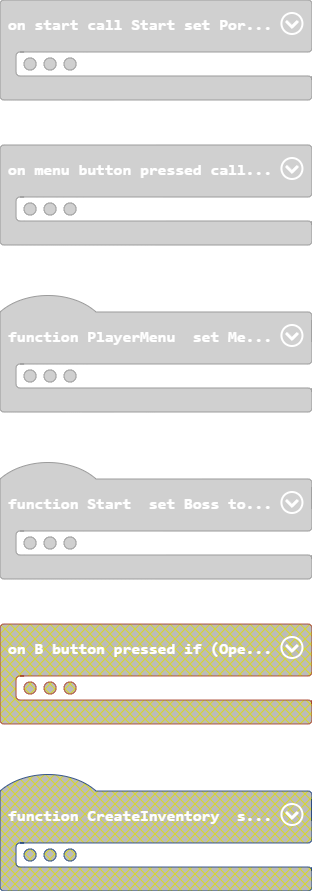 on start call Start set Por...
on menu button pressed call...
function PlayerMenu set Me...
function Start set Boss to...
on B button pressed if (Ope...
function CreateInventory s...